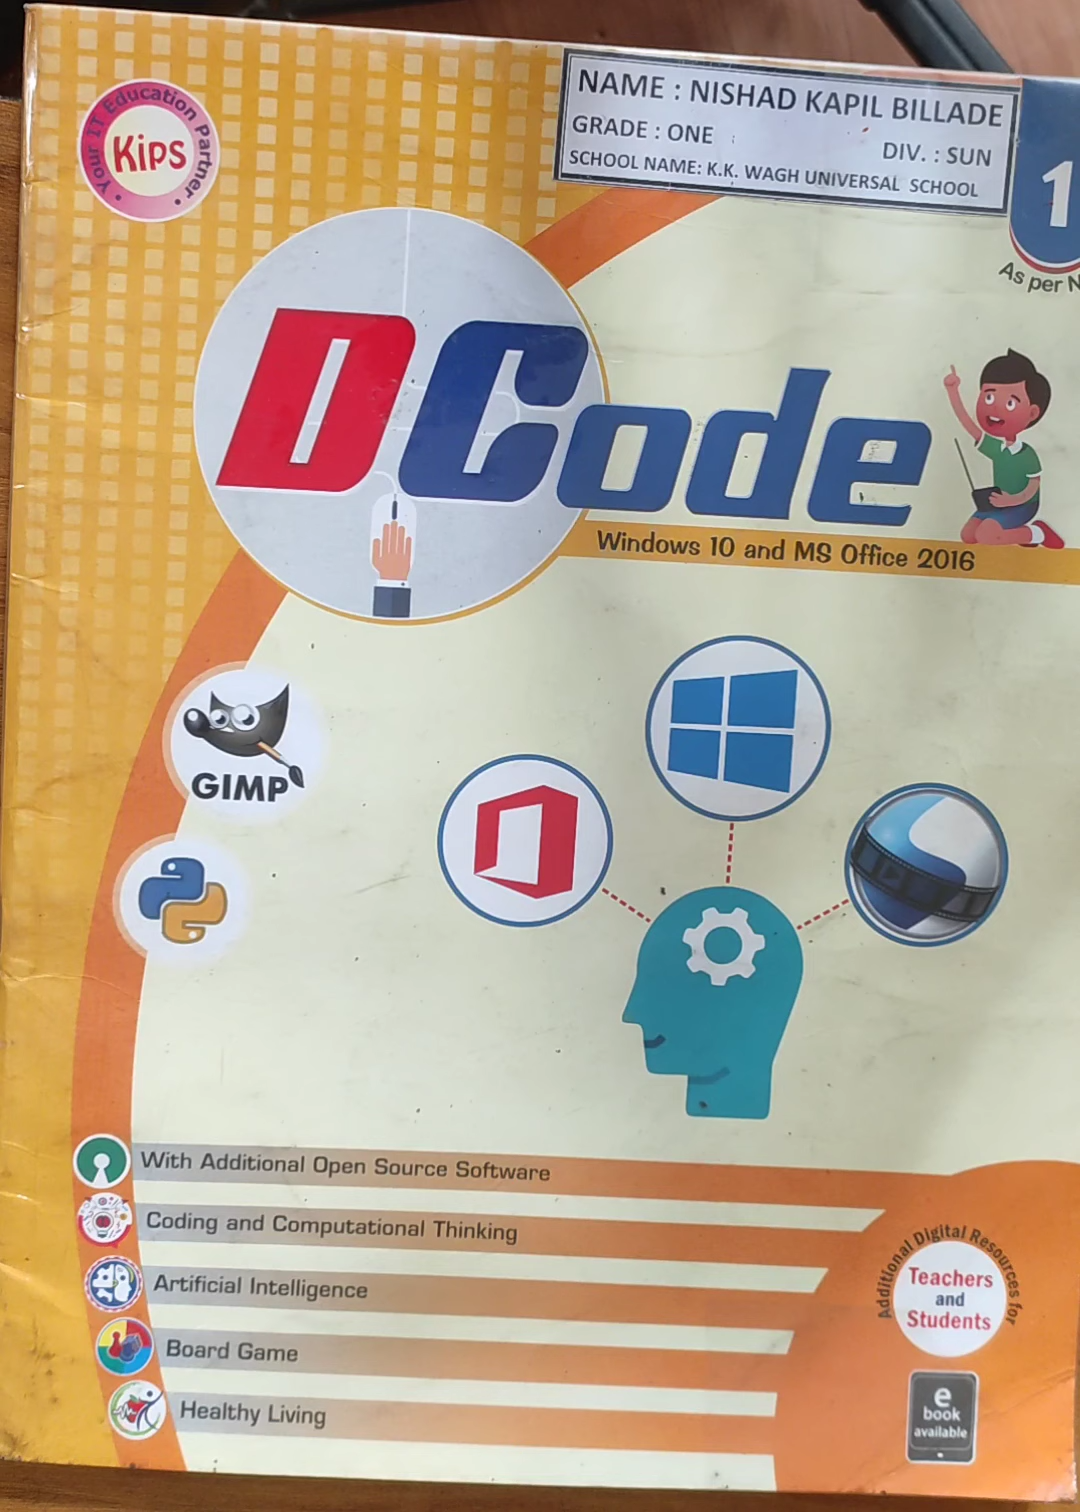 Your IT Education Partner
Kips
NAME : NISHAD KAPIL BILLADE
GRADE : ONE
DIV. : SUN
SCHOOL NAME: K.K. WAGH UNIVERSAL SCHOOL
1
As per N
DCode
Windows 10 and MS Office 2016
GIMP
With Additional Open Source Software
Coding and Computational Thinking
Artificial Intelligence
Board Game
Healthy Living
Additional Digital Resources for
Teachers
and
Students
e
book
available